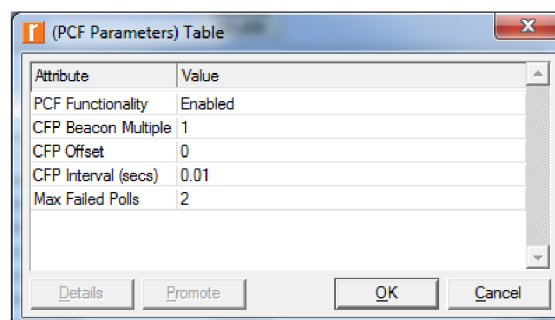 (PCF Parameters) Table
Attribute Value
PCF Functionality Enabled
CFP Beacon Multiple 1
CFP Offset 0
CFP Interval (secs) 0.01
Max Failed Polls 2
Details Promote OK Cancel